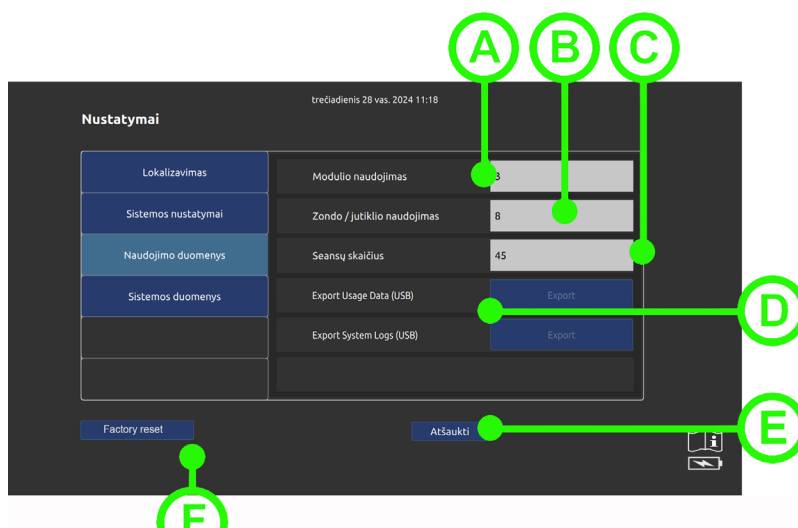 A B C
trečiadienis 28 vas. 2024 11:18
Nustatymai
Lokalizavimas
Modulio naudojimas
3
Sistemos nustatymai
Zondo / jutiklio naudojimas
8
Naudojimo duomenys
Seansų skaičius
45
Sistemos duomenys
Export Usage Data (USB)
Export
D
Export System Logs (USB)
Export
Factory reset
Atšaukti
E
i
F